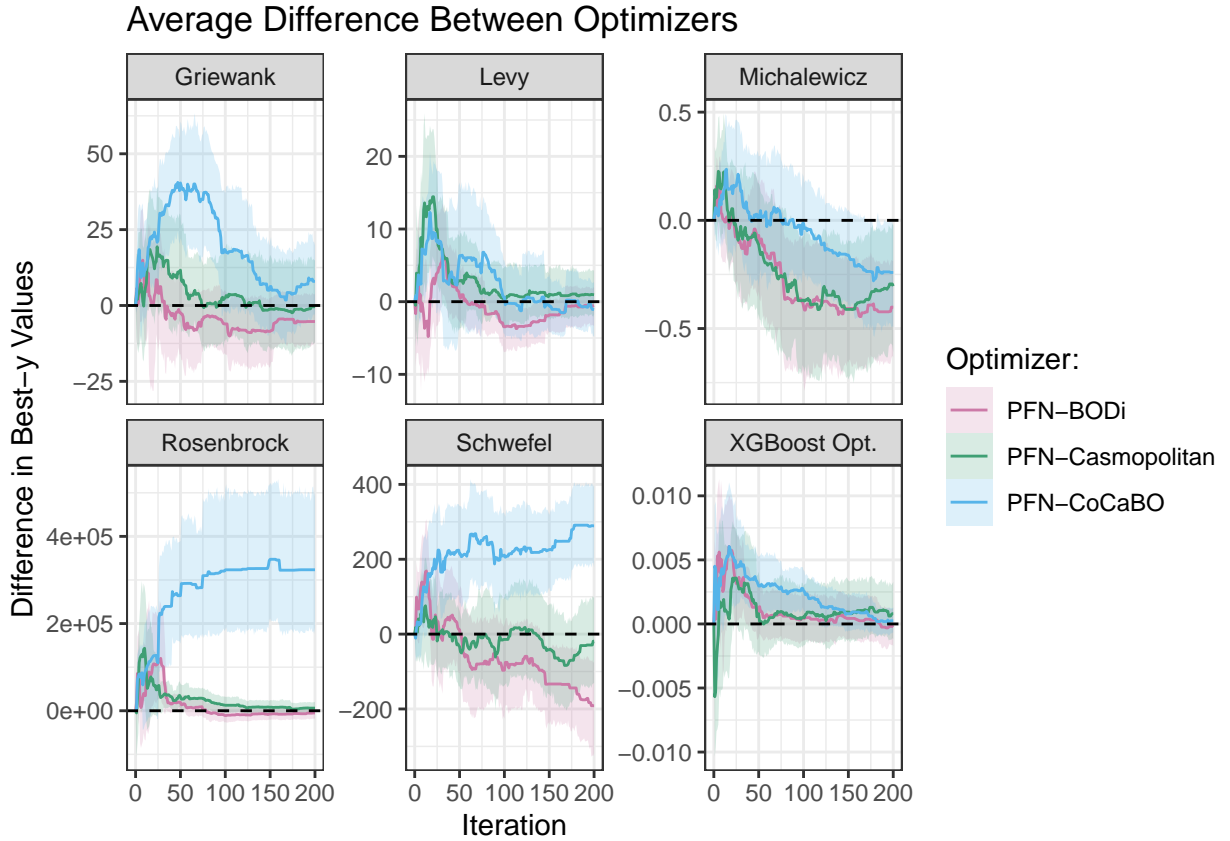 Average Difference Between Optimizers
Difference in Best−y Values
Griewank
50
25
0
−25
Levy
20
10
0
−10
Michalewicz
0.5
0.0
−0.5
Rosenbrock
4e+05
2e+05
0e+00
0 50 100 150 200
Schwefel
400
200
0
−200
0 50 100 150 200
XGBoost Opt.
0.010
0.005
0.000
−0.005
−0.010
0 50 100 150 200
Iteration
Optimizer:
PFN−BODi
PFN−Casmopolitan
PFN−CoCaBO